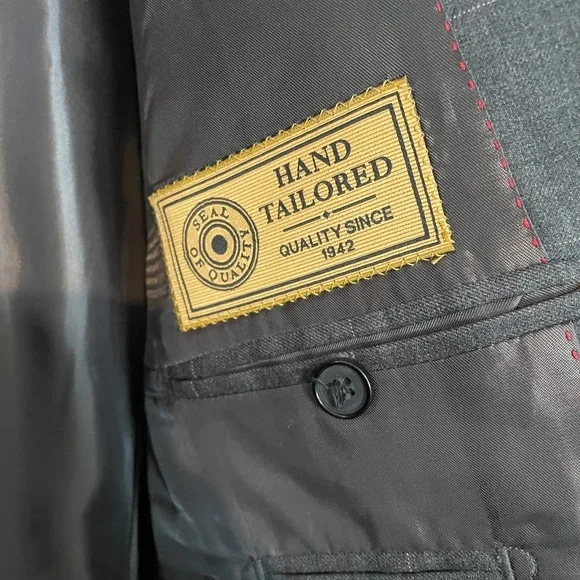 SEAL OF QUALITY
HAND
TAILORED
QUALITY SINCE
1942